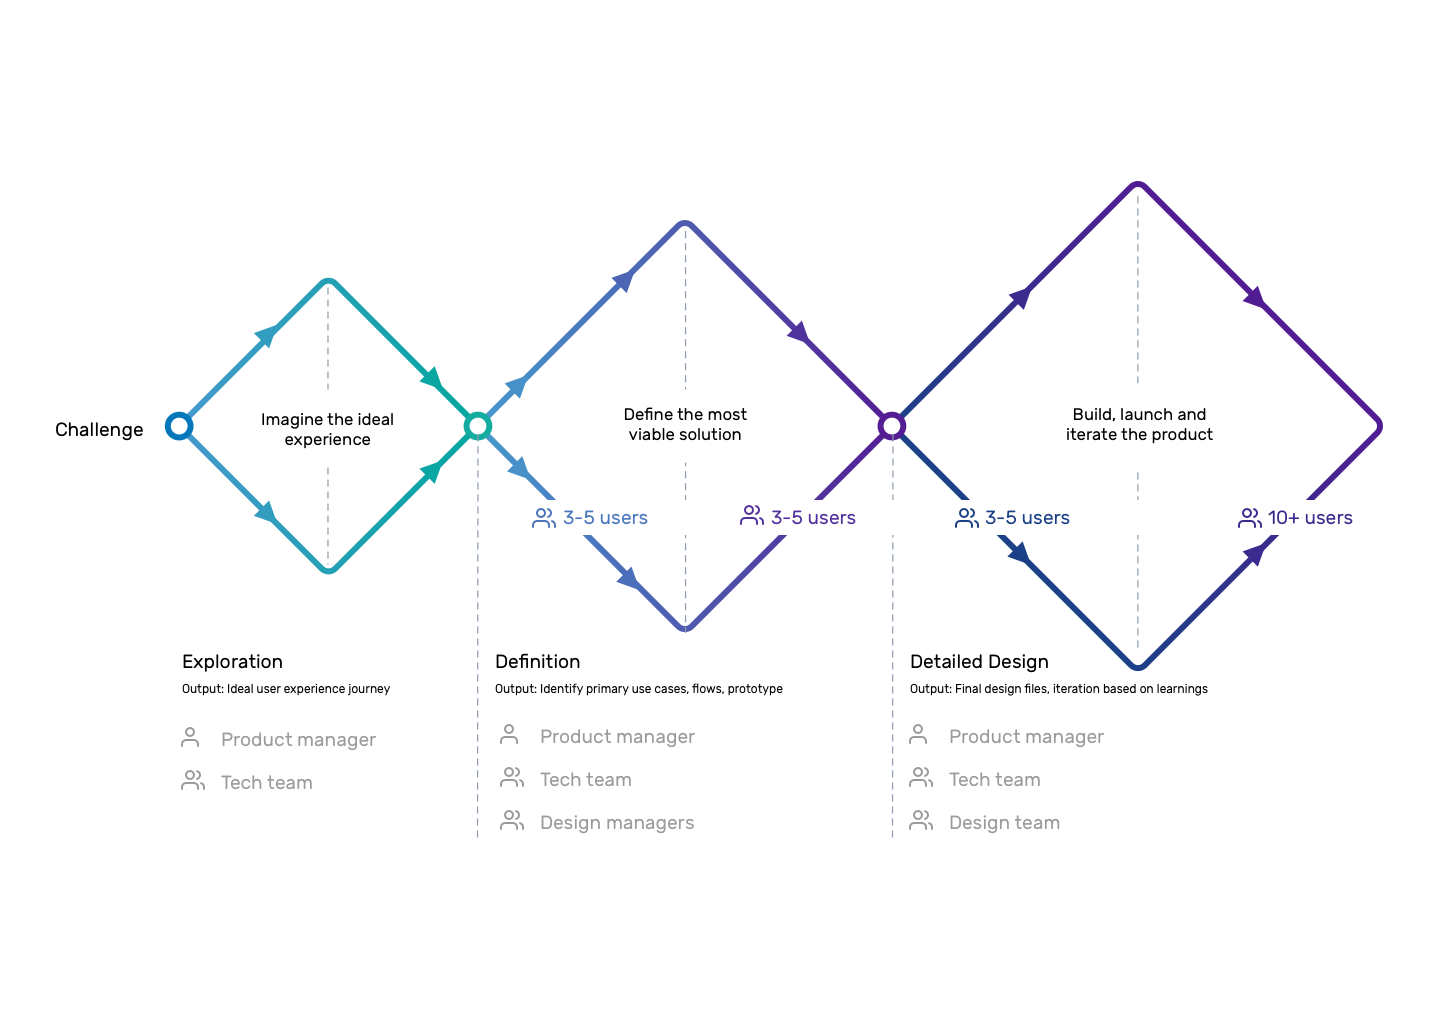 Challenge
Imagine the ideal
experience
Define the most
viable solution
Build, launch and
iterate the product
3-5 users
3-5 users
3-5 users
10+ users
Exploration
Output: Ideal user experience journey
Product manager
Tech team
Definition
Output: Identify primary use cases, flows, prototype
Product manager
Tech team
Design managers
Detailed Design
Output: Final design files, iteration based on learnings
Product manager
Tech team
Design team